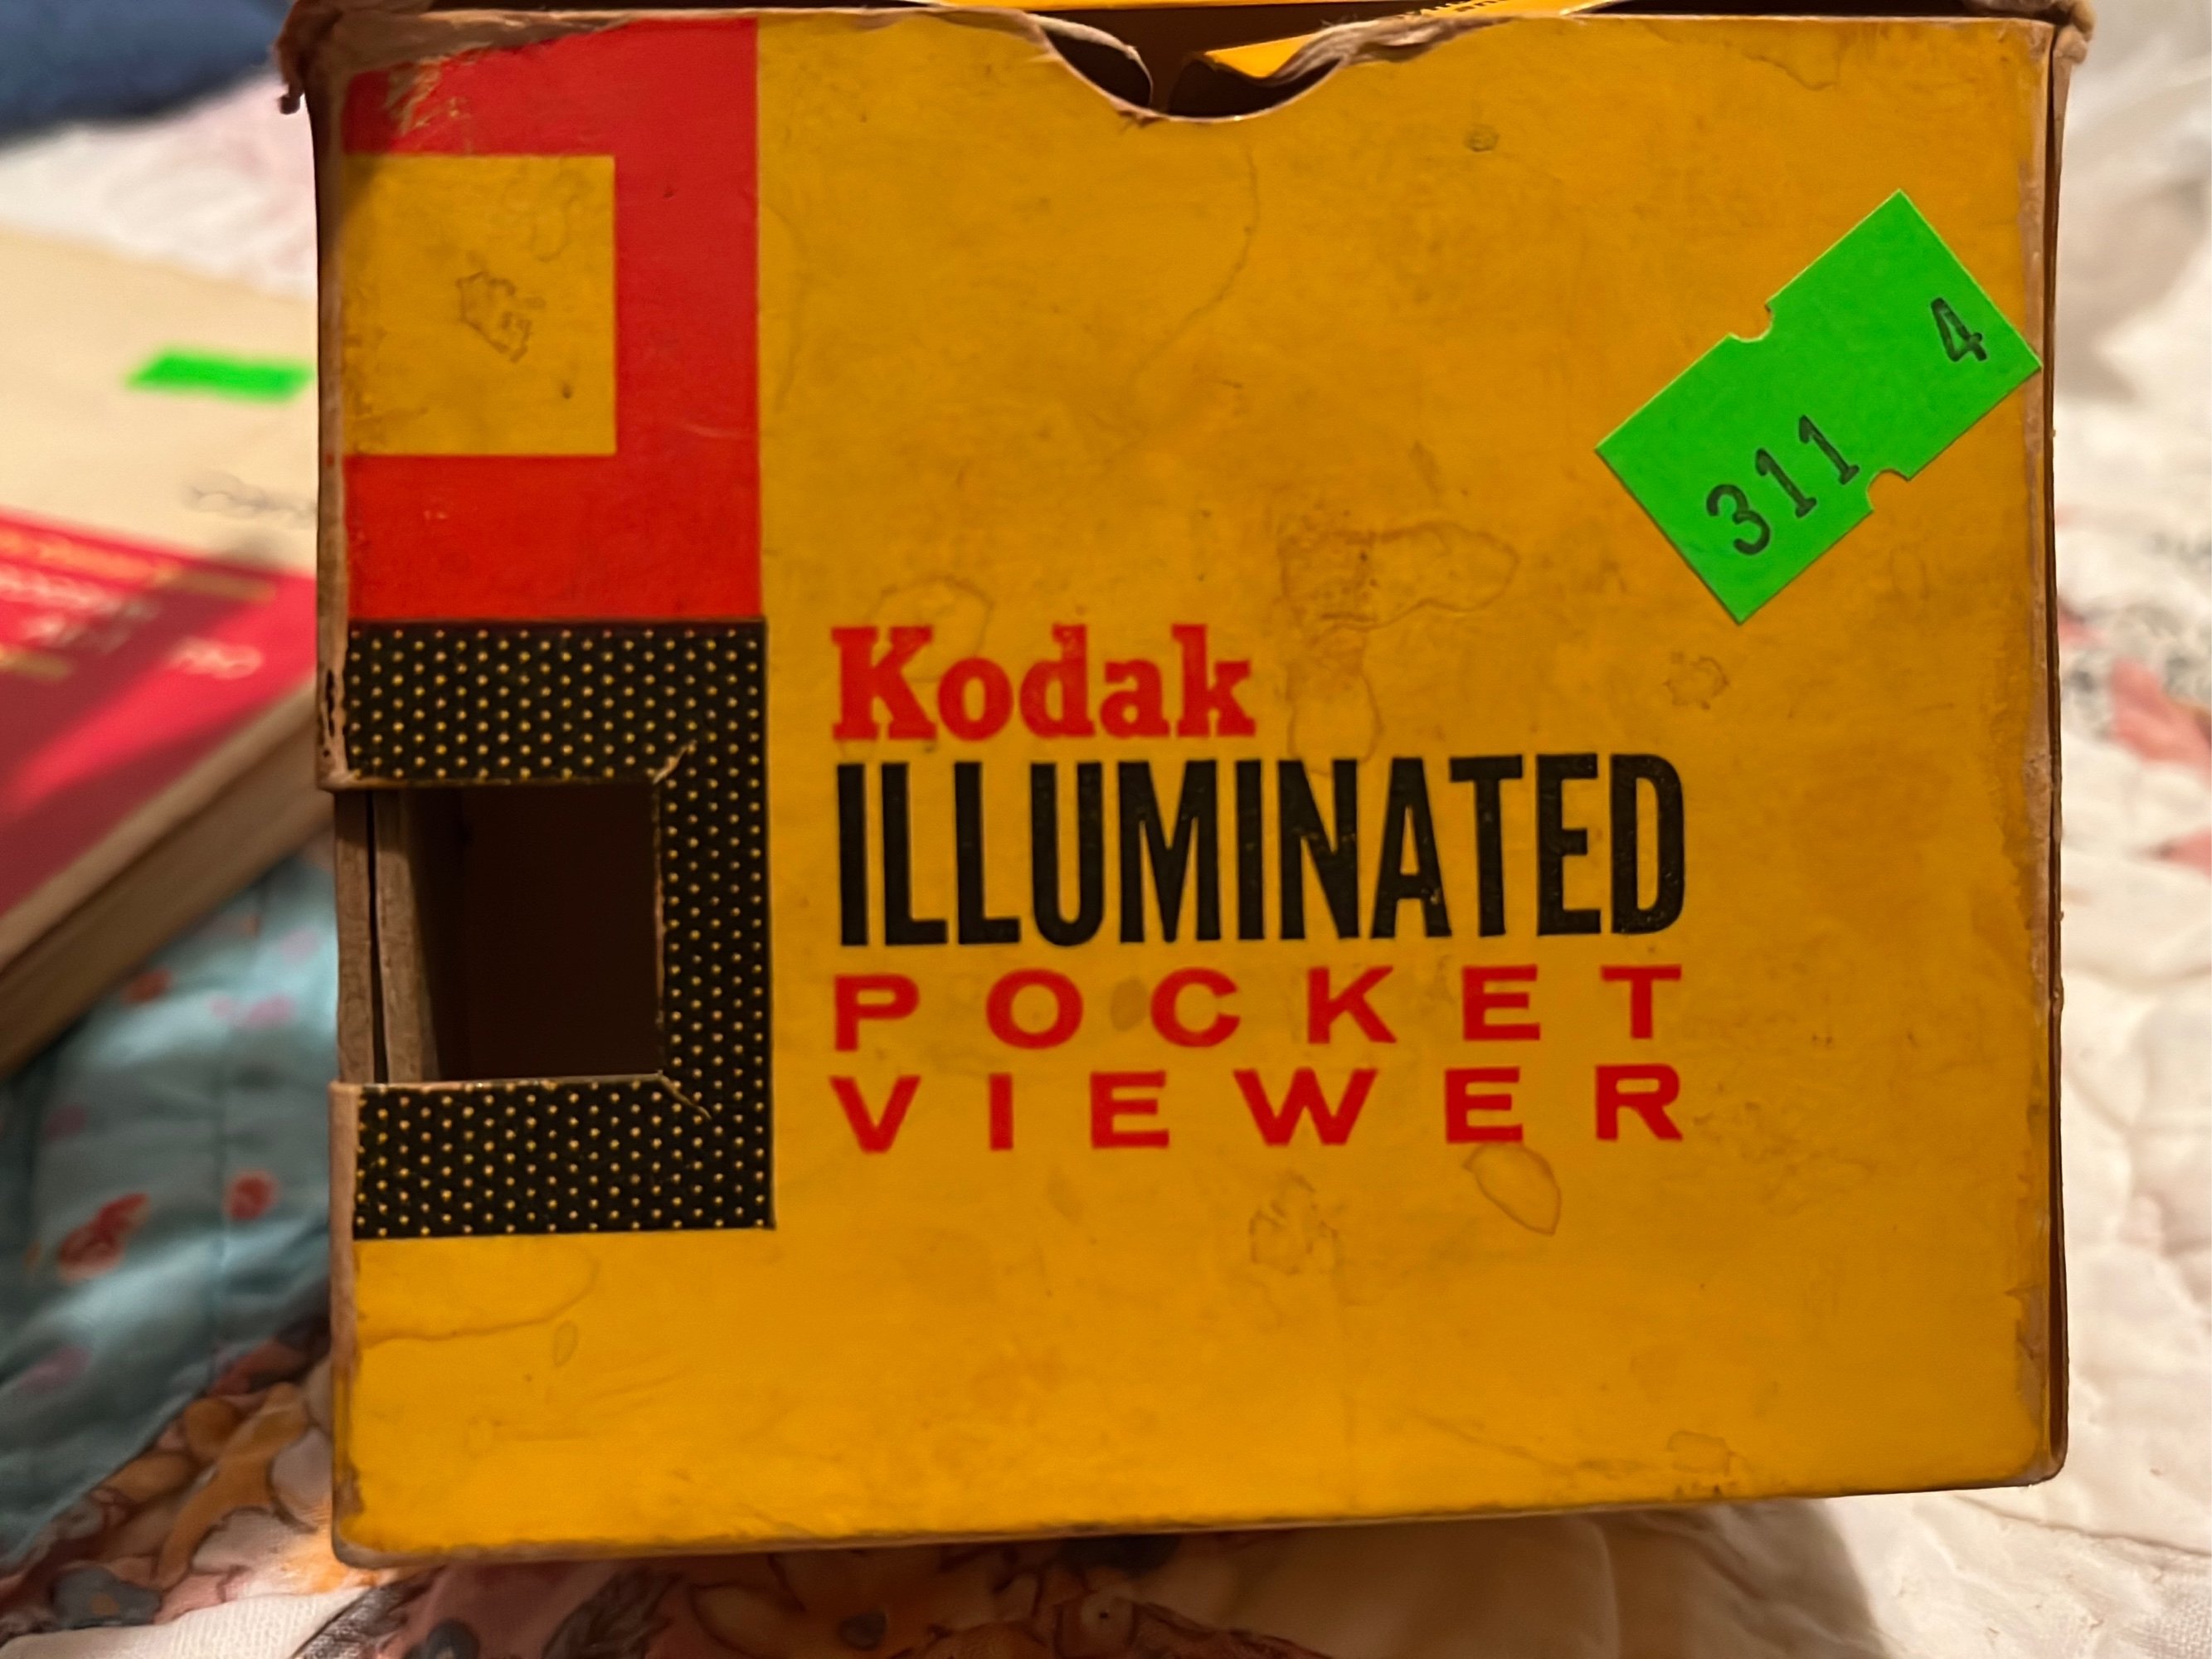 4
311
Kodak
ILLUMINATED
POCKET
VIEWER